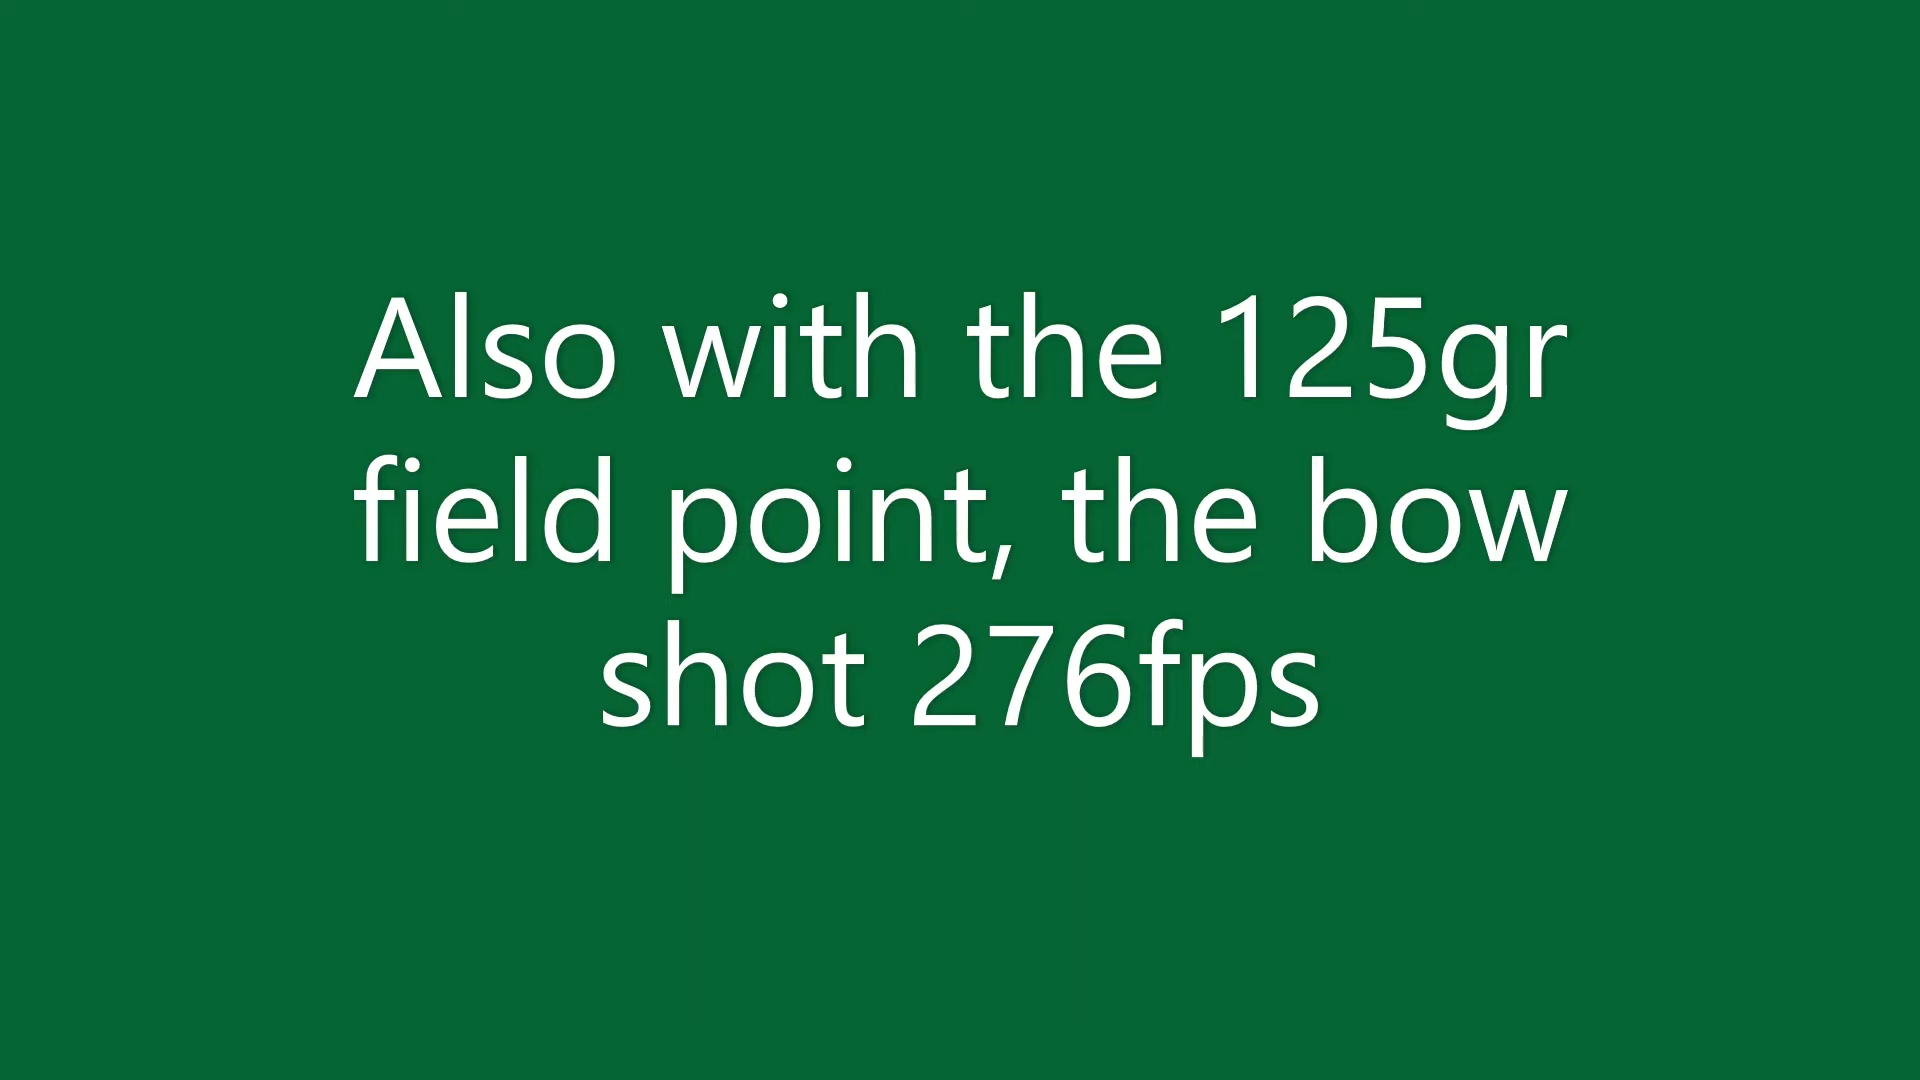 Also with the 125gr
field point, the bow
shot 276fps